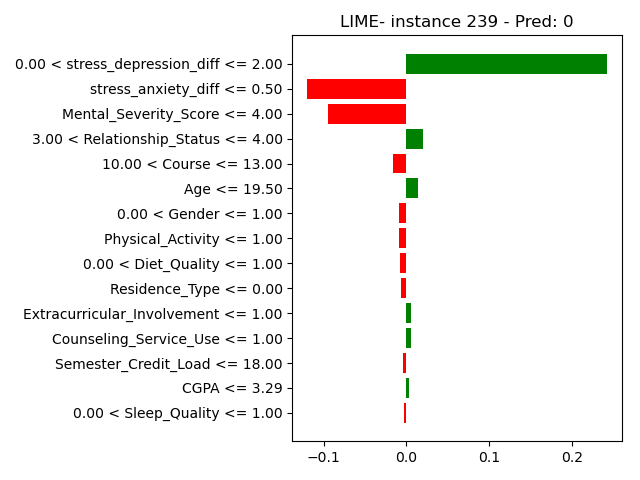 LIME- instance 239 - Pred: 0
0.00 < stress_depression_diff <= 2.00
stress_anxiety_diff <= 0.50
Mental_Severity_Score <= 4.00
3.00 < Relationship_Status <= 4.00
10.00 < Course <= 13.00
Age <= 19.50
0.00 < Gender <= 1.00
Physical_Activity <= 1.00
0.00 < Diet_Quality <= 1.00
Residence_Type <= 0.00
Extracurricular_Involvement <= 1.00
Counseling_Service_Use <= 1.00
Semester_Credit_Load <= 18.00
CGPA <= 3.29
0.00 < Sleep_Quality <= 1.00
−0.1 0.0 0.1 0.2